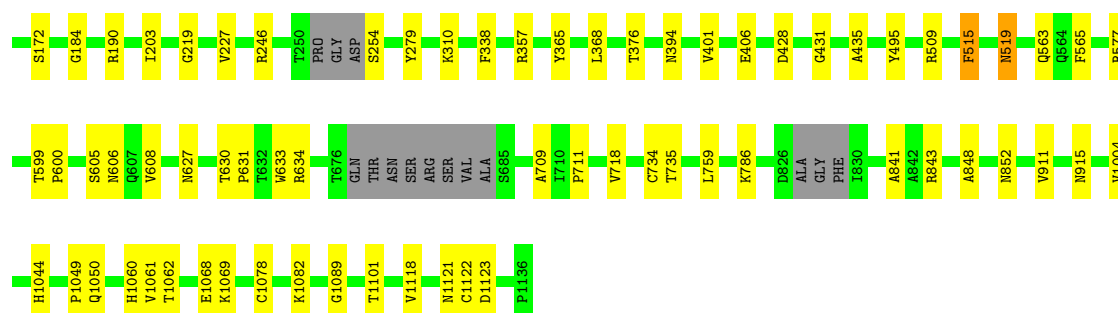 S172 G184 R190 I203 G219 V227 R246 T250 PRO GLY ASP S254 Y279 K310 F338 R357 Y365 L368 T376 N394 V401 E406 D428 G431 A435 Y495 R509 F515 N519 Q563 Q564 F565
T599 P600 S605 N606 Q607 V608 N627 T630 P631 T632 W633 R634 T676 GLN THR ASN SER ARG SER VAL ALA S685 A709 I710 P711 V718 C734 T735 L759 K786 D826 ALA GLY PHE I830 A841 A842 R843 A848 N852 V911 N915
H1044 P1049 Q1050 H1060 V1061 T1062 E1068 K1069 C1078 K1082 G1089 T1101 V1118 N1121 C1122 D1123 P1136